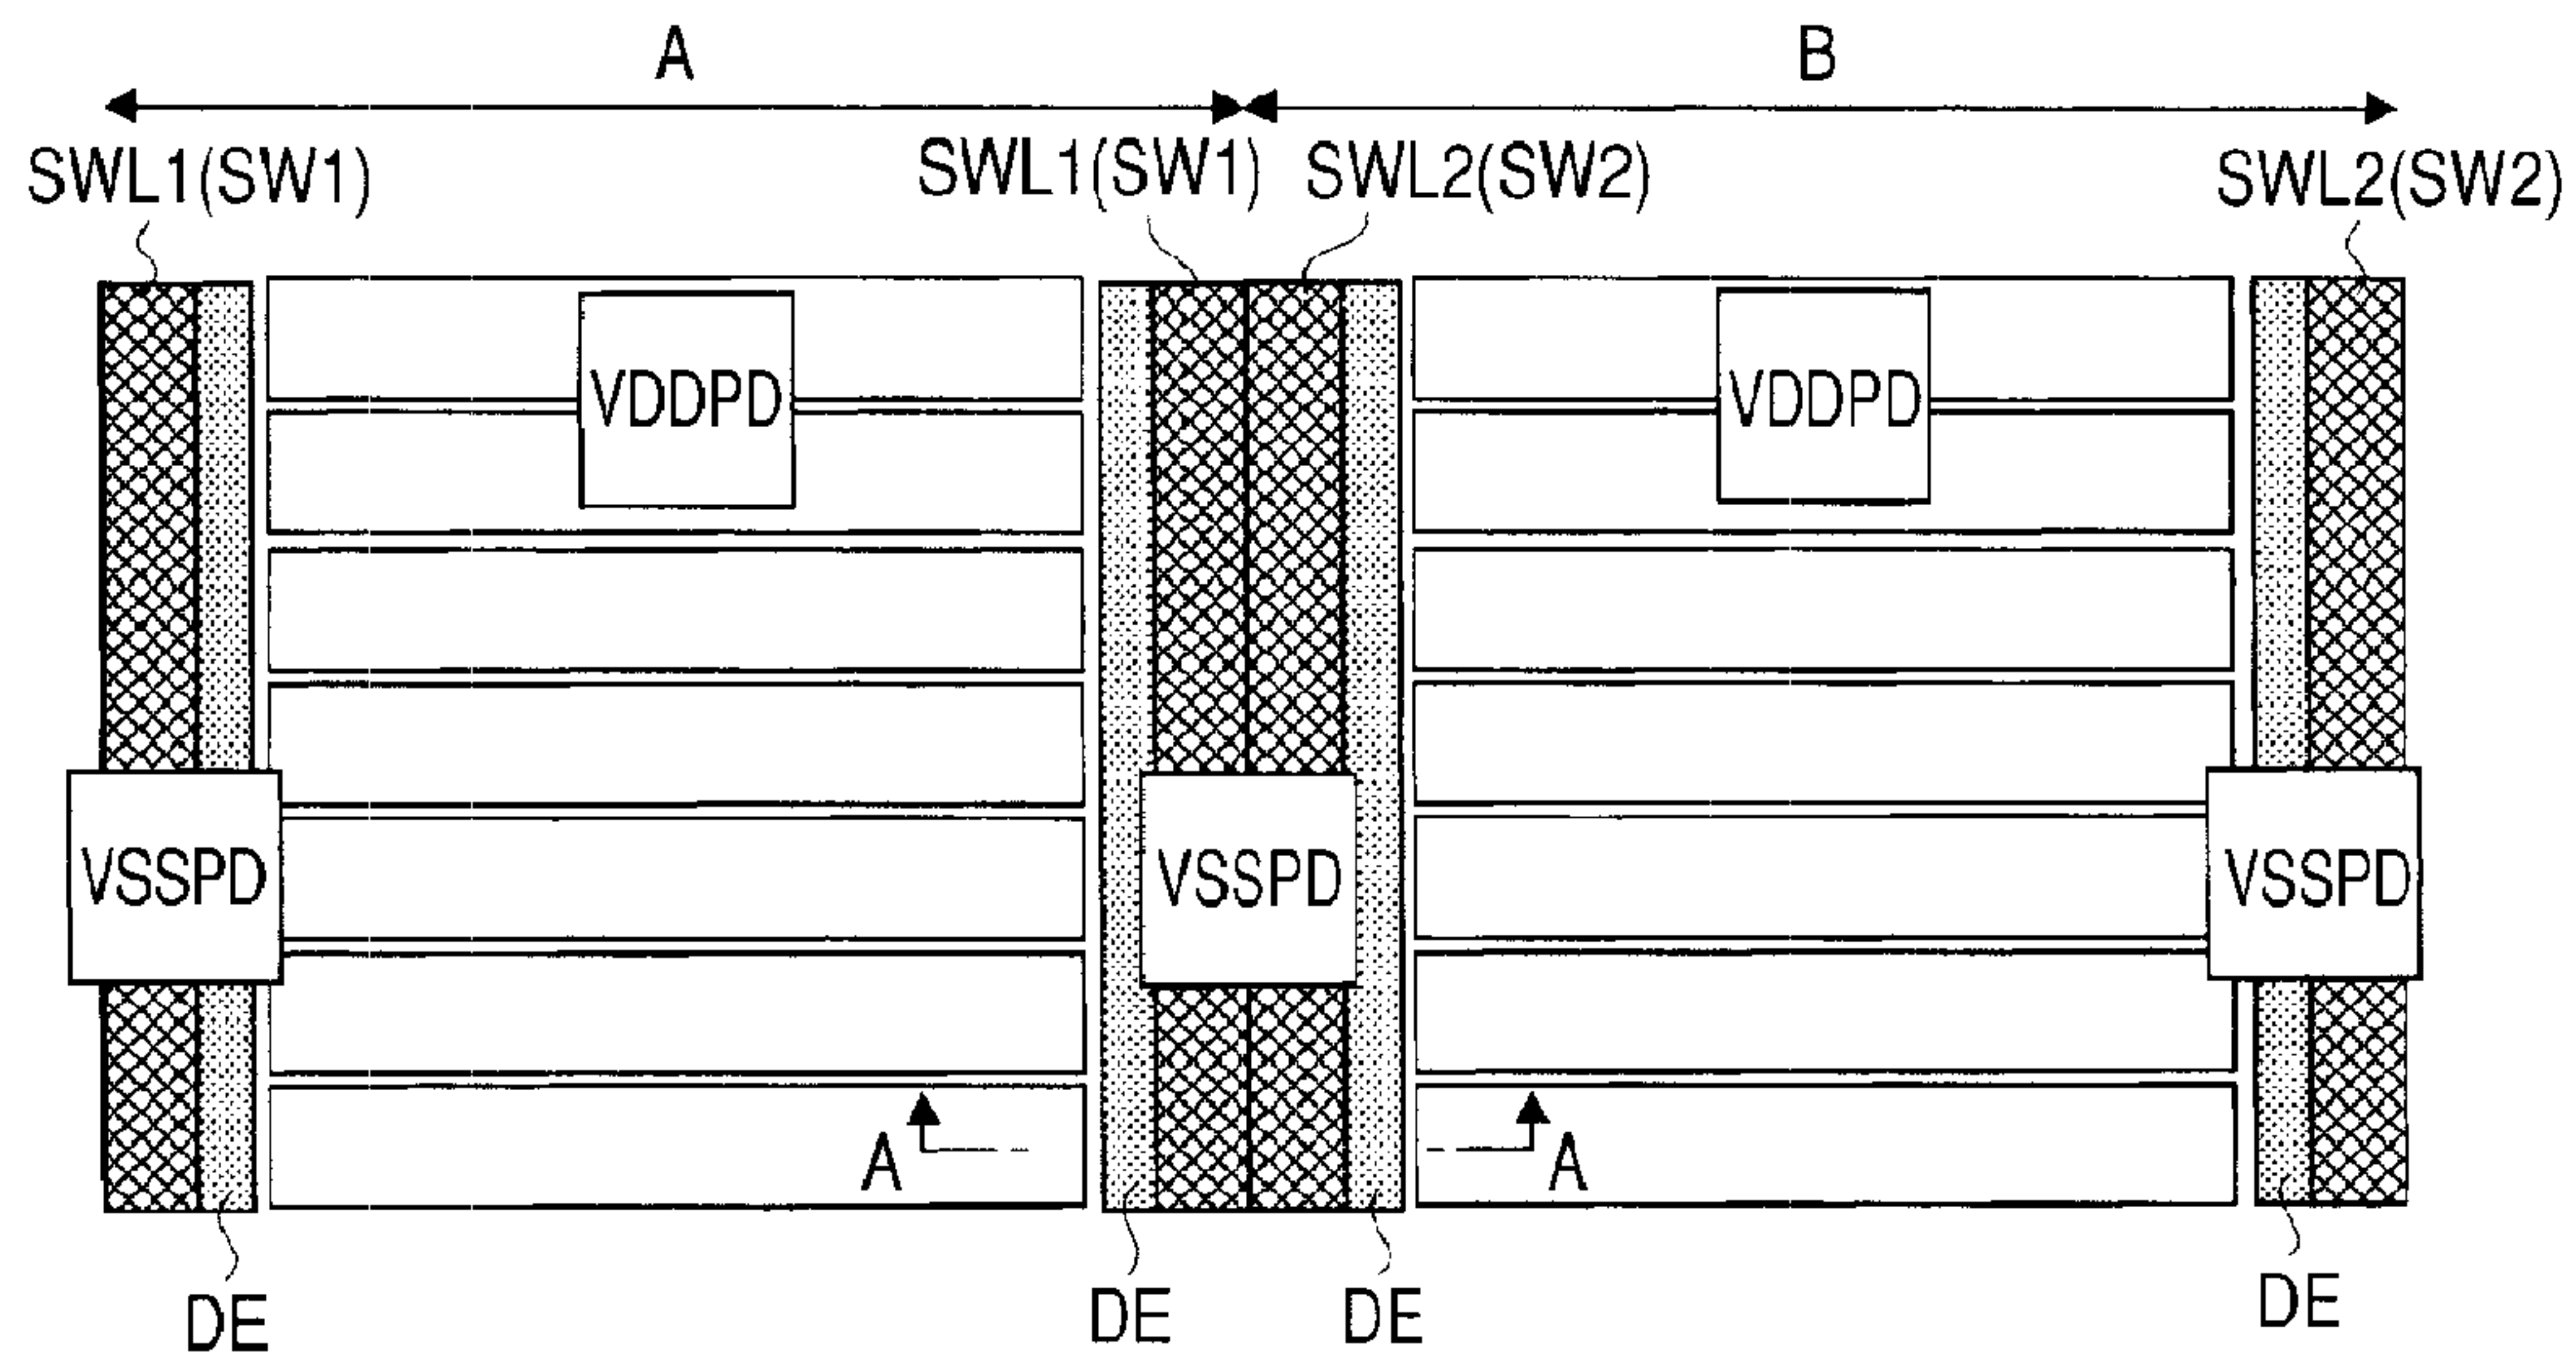 A
B
SWL1(SW1)
SWL1(SW1)
SWL2(SW2)
SWL2(SW2)
VDDPD
VDDPD
VSSPD
VSSPD
VSSPD
A
A
DE
DE
DE
DE